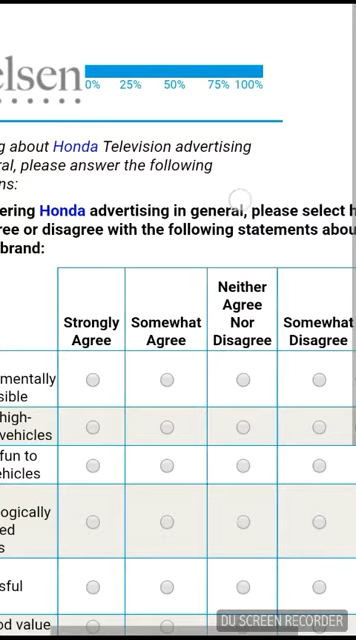 elsen
0% 25% 50% 75% 100%
g about Honda Television advertising
ral, please answer the following
ns:
ering Honda advertising in general, please select h
ree or disagree with the following statements abou
brand:
Strongly Agree
Somewhat Agree
Neither Agree Nor Disagree
Somewhat Disagree
mentally
sible
high-
vehicles
fun to
ehicles
ogically
ed
s
sful
od value
DU SCREEN RECORDER